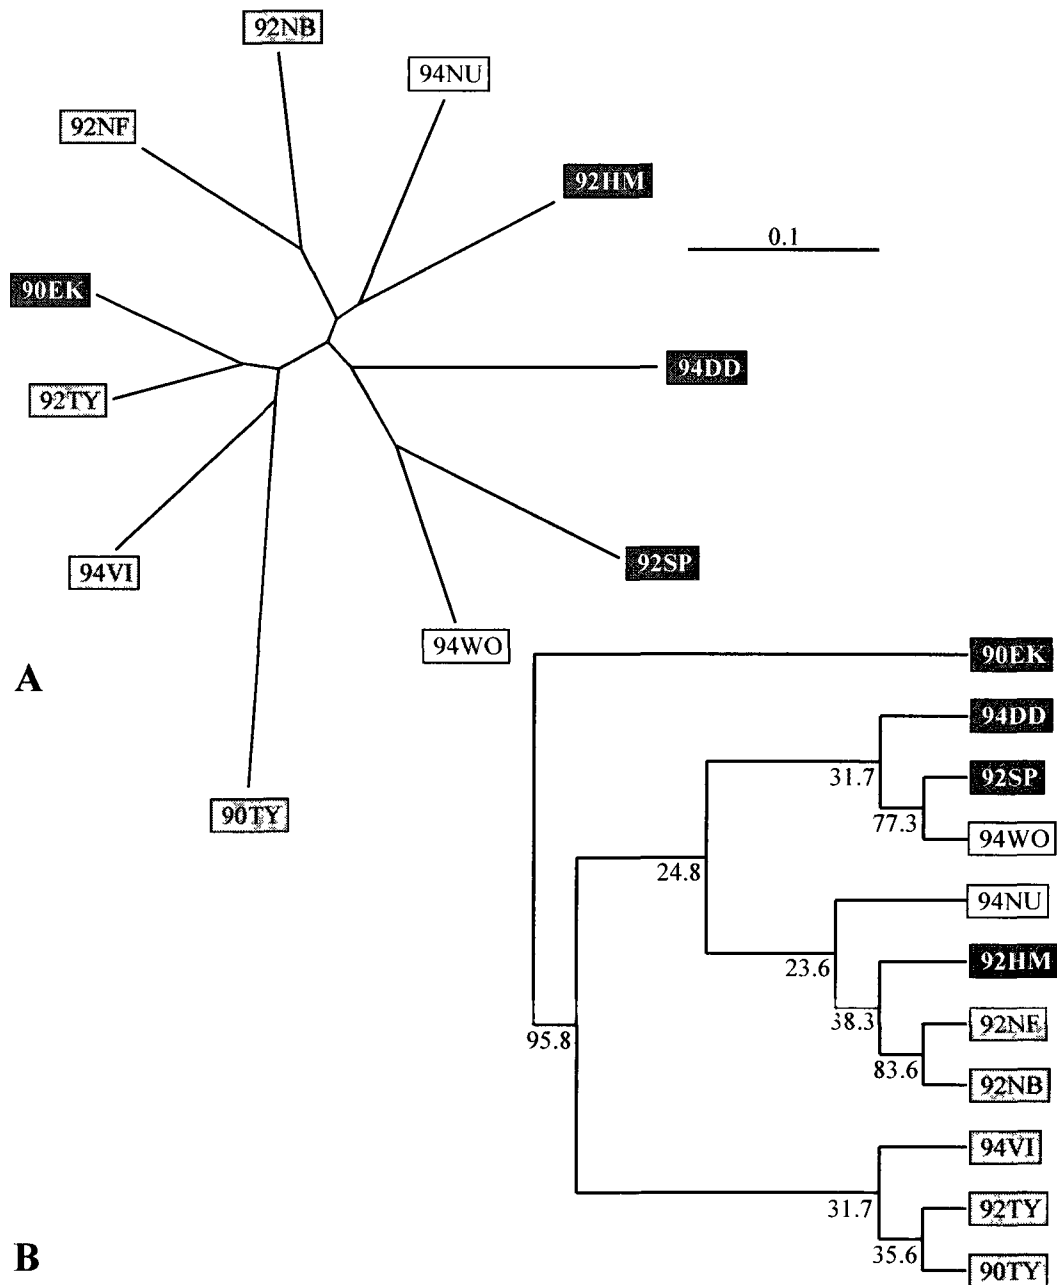 92NB
94NU
92NF
92HM
0.1
90EK
94DD
92TY
94VI
92SP
94WO
A
90TY
90EK
94DD
31.7
92SP
77.3
94WO
24.8
94NU
23.6
92HM
38.3
92NF
95.8
83.6
92NB
94VI
31.7
92TY
35.6
90TY
B